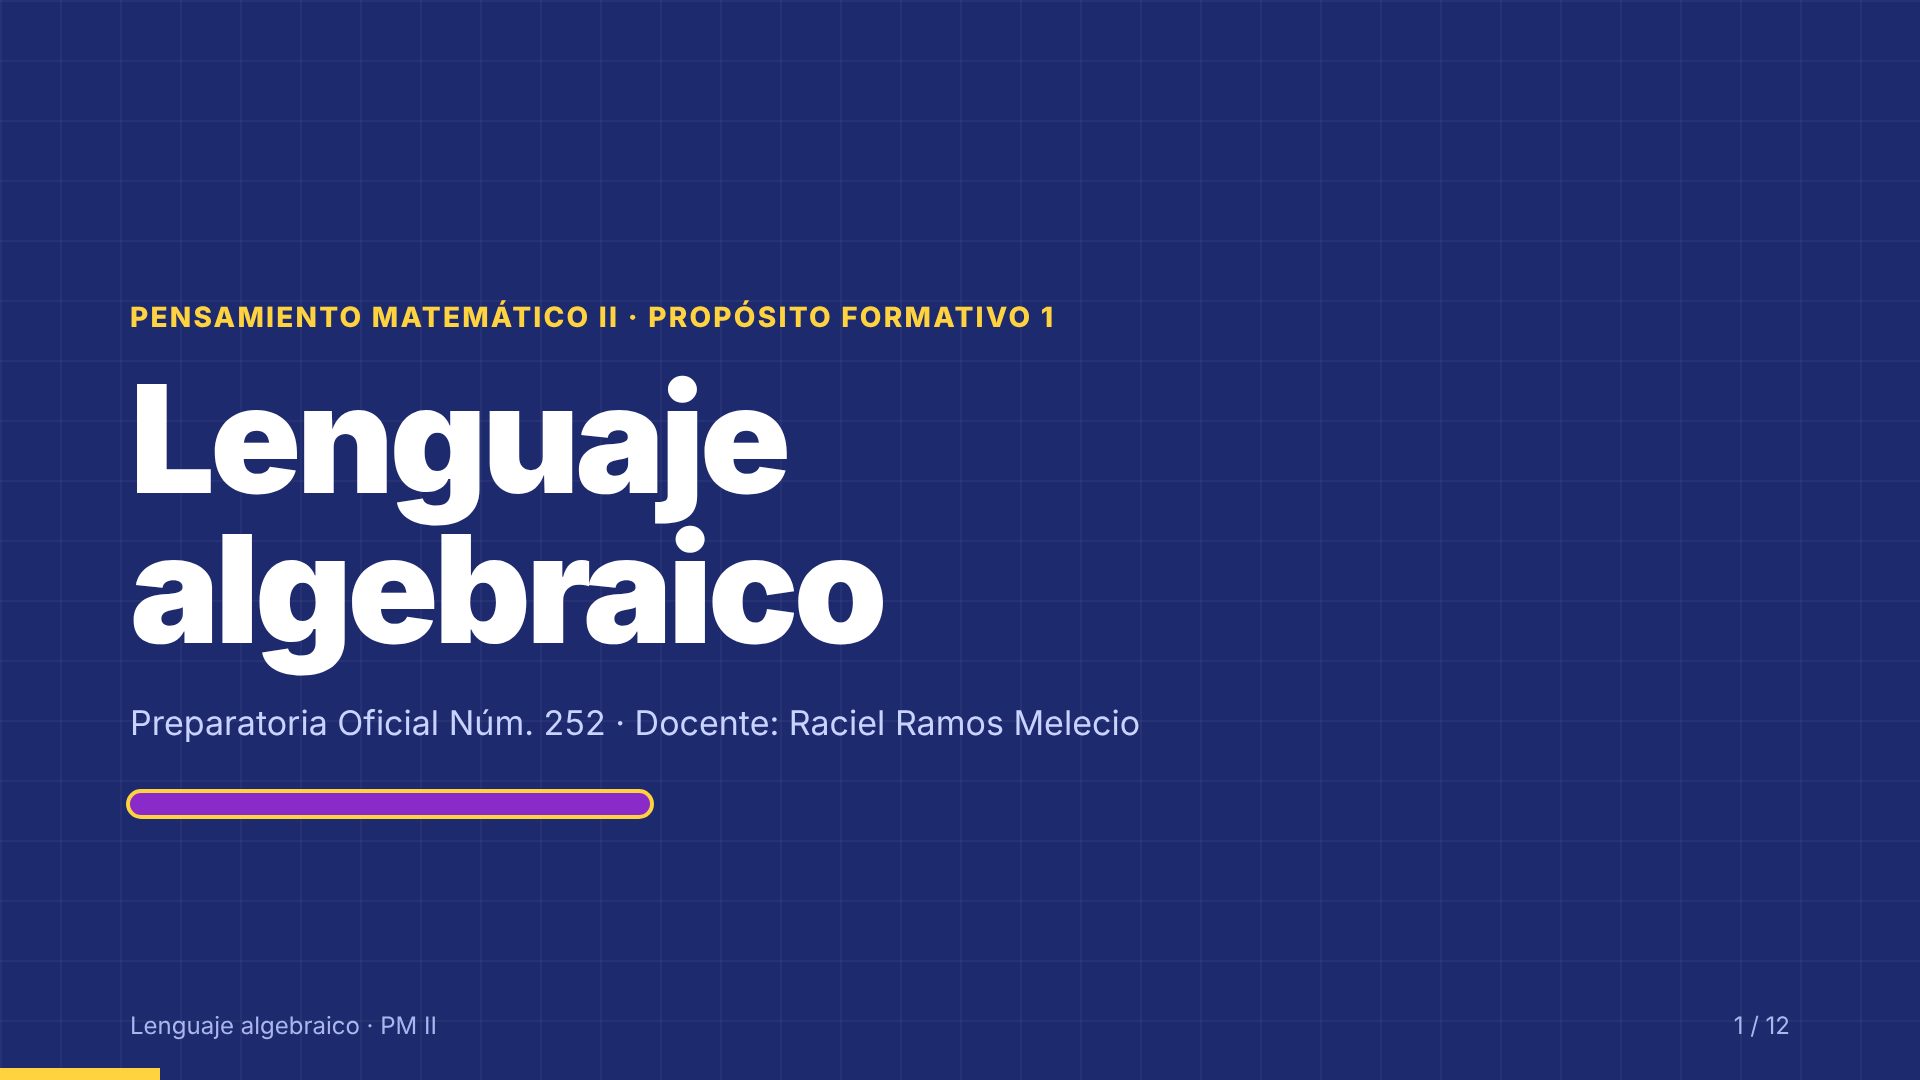 PENSAMIENTO MATEMÁTICO II · PROPÓSITO FORMATIVO 1
Lenguaje
algebraico
Preparatoria Oficial Núm. 252 · Docente: Raciel Ramos Melecio
Lenguaje algebraico · PM II
1 / 12